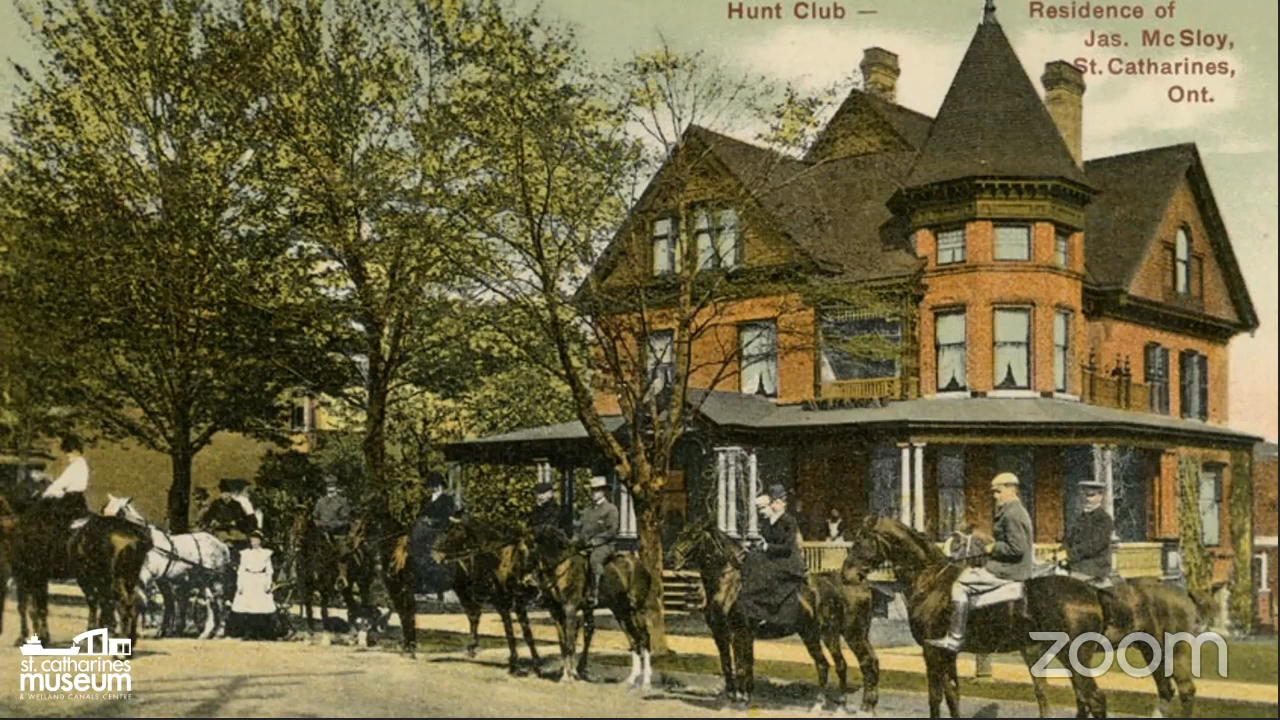 Hunt Club —
Residence of
Jas. McSloy,
St. Catharines,
Ont.
st.catharines
museum
& WELLAND CANALS CENTRE
zoom